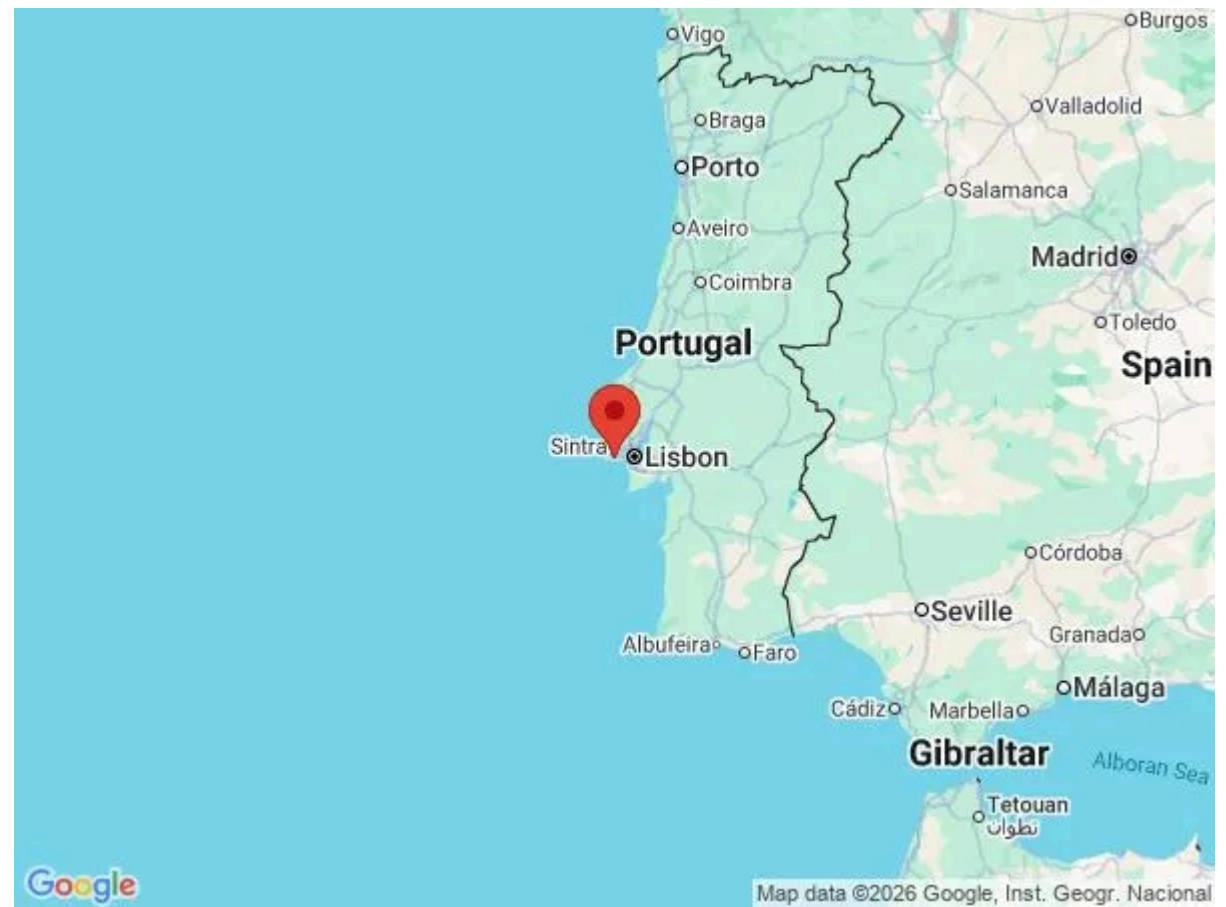 Vigo
Burgos
Braga
Valladolid
Porto
Salamanca
Aveiro
Madrid
Coimbra
Toledo
Portugal
Spain
Sintra
Lisbon
Córdoba
Seville
Albufeira
Granada
Faro
Málaga
Cádiz
Marbella
Gibraltar
Alboran Sea
Tetouan
تطوان
Google
Map data ©2026 Google, Inst. Geogr. Nacional